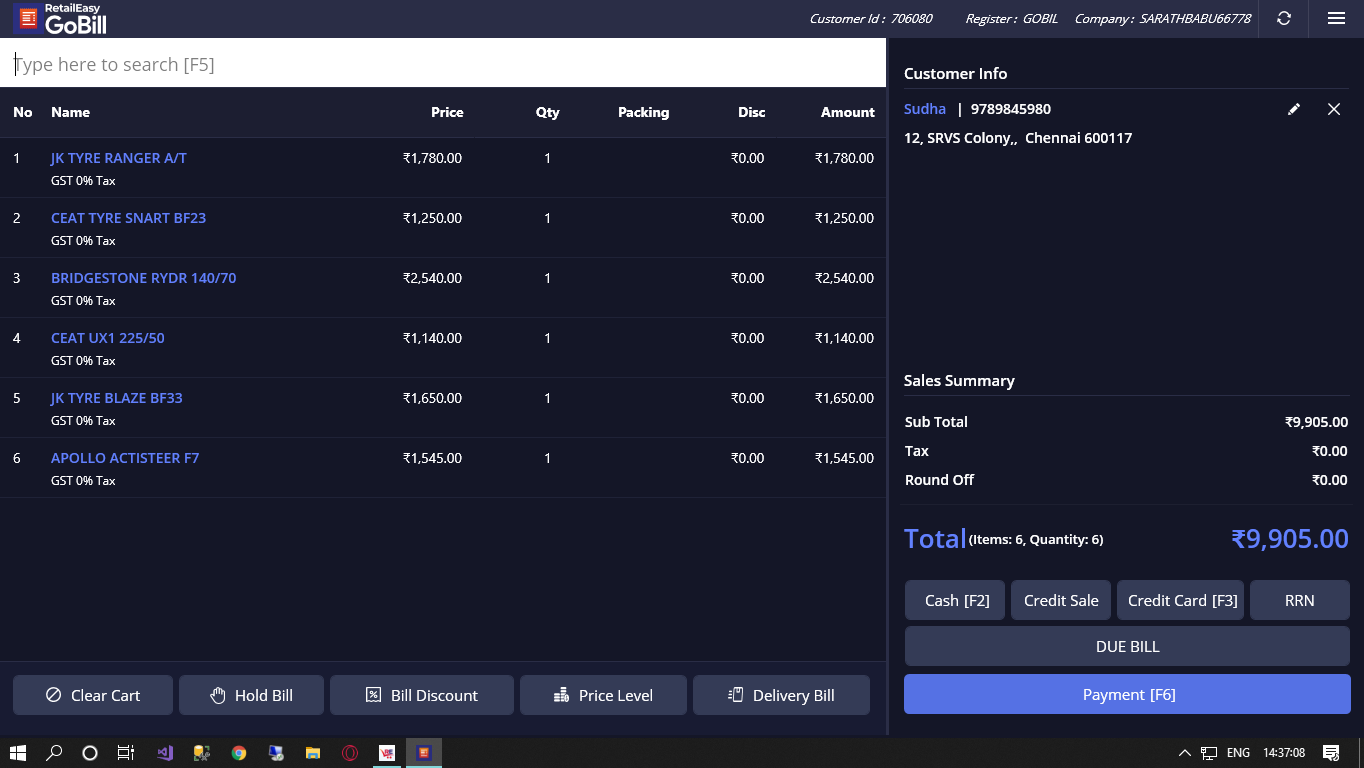 RetailEasy
GoBill
Customer Id : 706080 Register : GOBIL Company : SARATHBABU66778
Type here to search [F5]
No Name Price Qty Packing Disc Amount
1 JK TYRE RANGER A/T ₹1,780.00 1 ₹0.00 ₹1,780.00
GST 0% Tax
2 CEAT TYRE SNART BF23 ₹1,250.00 1 ₹0.00 ₹1,250.00
GST 0% Tax
3 BRIDGESTONE RYDR 140/70 ₹2,540.00 1 ₹0.00 ₹2,540.00
GST 0% Tax
4 CEAT UX1 225/50 ₹1,140.00 1 ₹0.00 ₹1,140.00
GST 0% Tax
5 JK TYRE BLAZE BF33 ₹1,650.00 1 ₹0.00 ₹1,650.00
GST 0% Tax
6 APOLLO ACTISTEER F7 ₹1,545.00 1 ₹0.00 ₹1,545.00
GST 0% Tax
Clear Cart Hold Bill Bill Discount Price Level Delivery Bill
Customer Info
Sudha | 9789845980
12, SRVS Colony,, Chennai 600117
Sales Summary
Sub Total ₹9,905.00
Tax ₹0.00
Round Off ₹0.00
Total (Items: 6, Quantity: 6) ₹9,905.00
Cash [F2] Credit Sale Credit Card [F3] RRN
DUE BILL
Payment [F6]
ENG 14:37:08